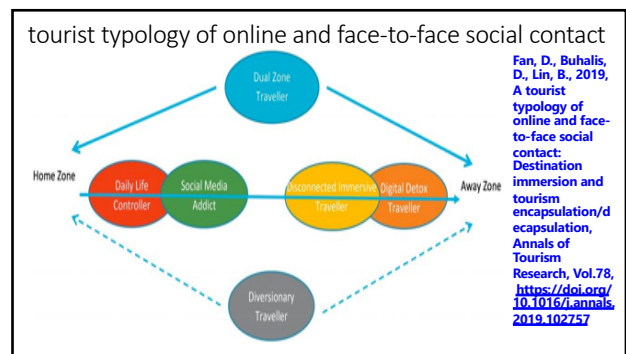 tourist typology of online and face-to-face social contact
Dual Zone
Traveller
Home Zone
Daily Life
Controller
Social Media
Addict
Disconnected Immersive
Traveller
Digital Detox
Traveller
Away Zone
Diversionary
Traveller
Fan, D., Buhalis,
D., Lin, B., 2019,
A tourist
typology of
online and face-
to-face social
contact:
Destination
immersion and
tourism
encapsulation/d
ecapsulation,
Annals of
Tourism
Research, Vol.78,
https://doi.org/
10.1016/j.annals.
2019.102757